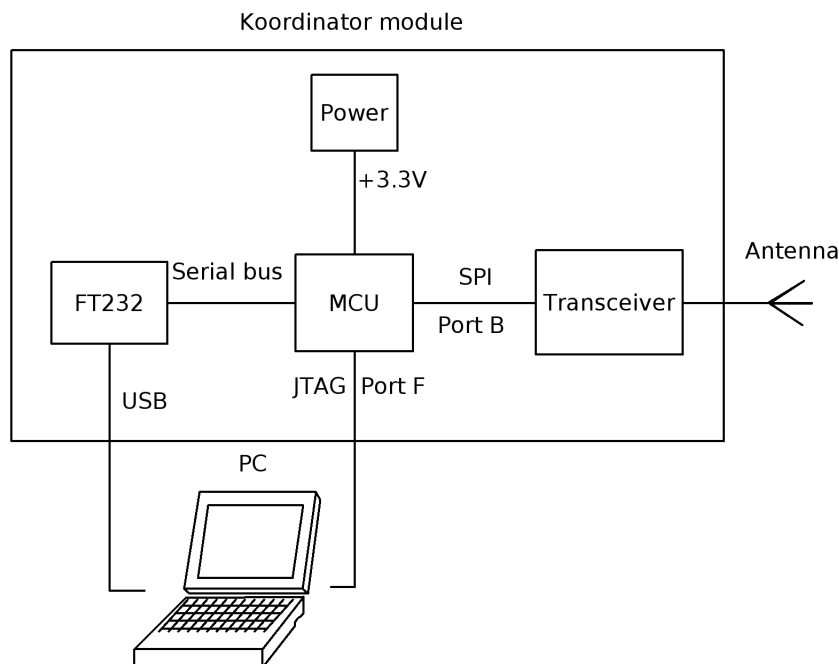 Koordinator module
Power
+3.3V
Antenna
Serial bus
SPI
FT232
MCU
Transceiver
Port B
JTAG
Port F
USB
PC